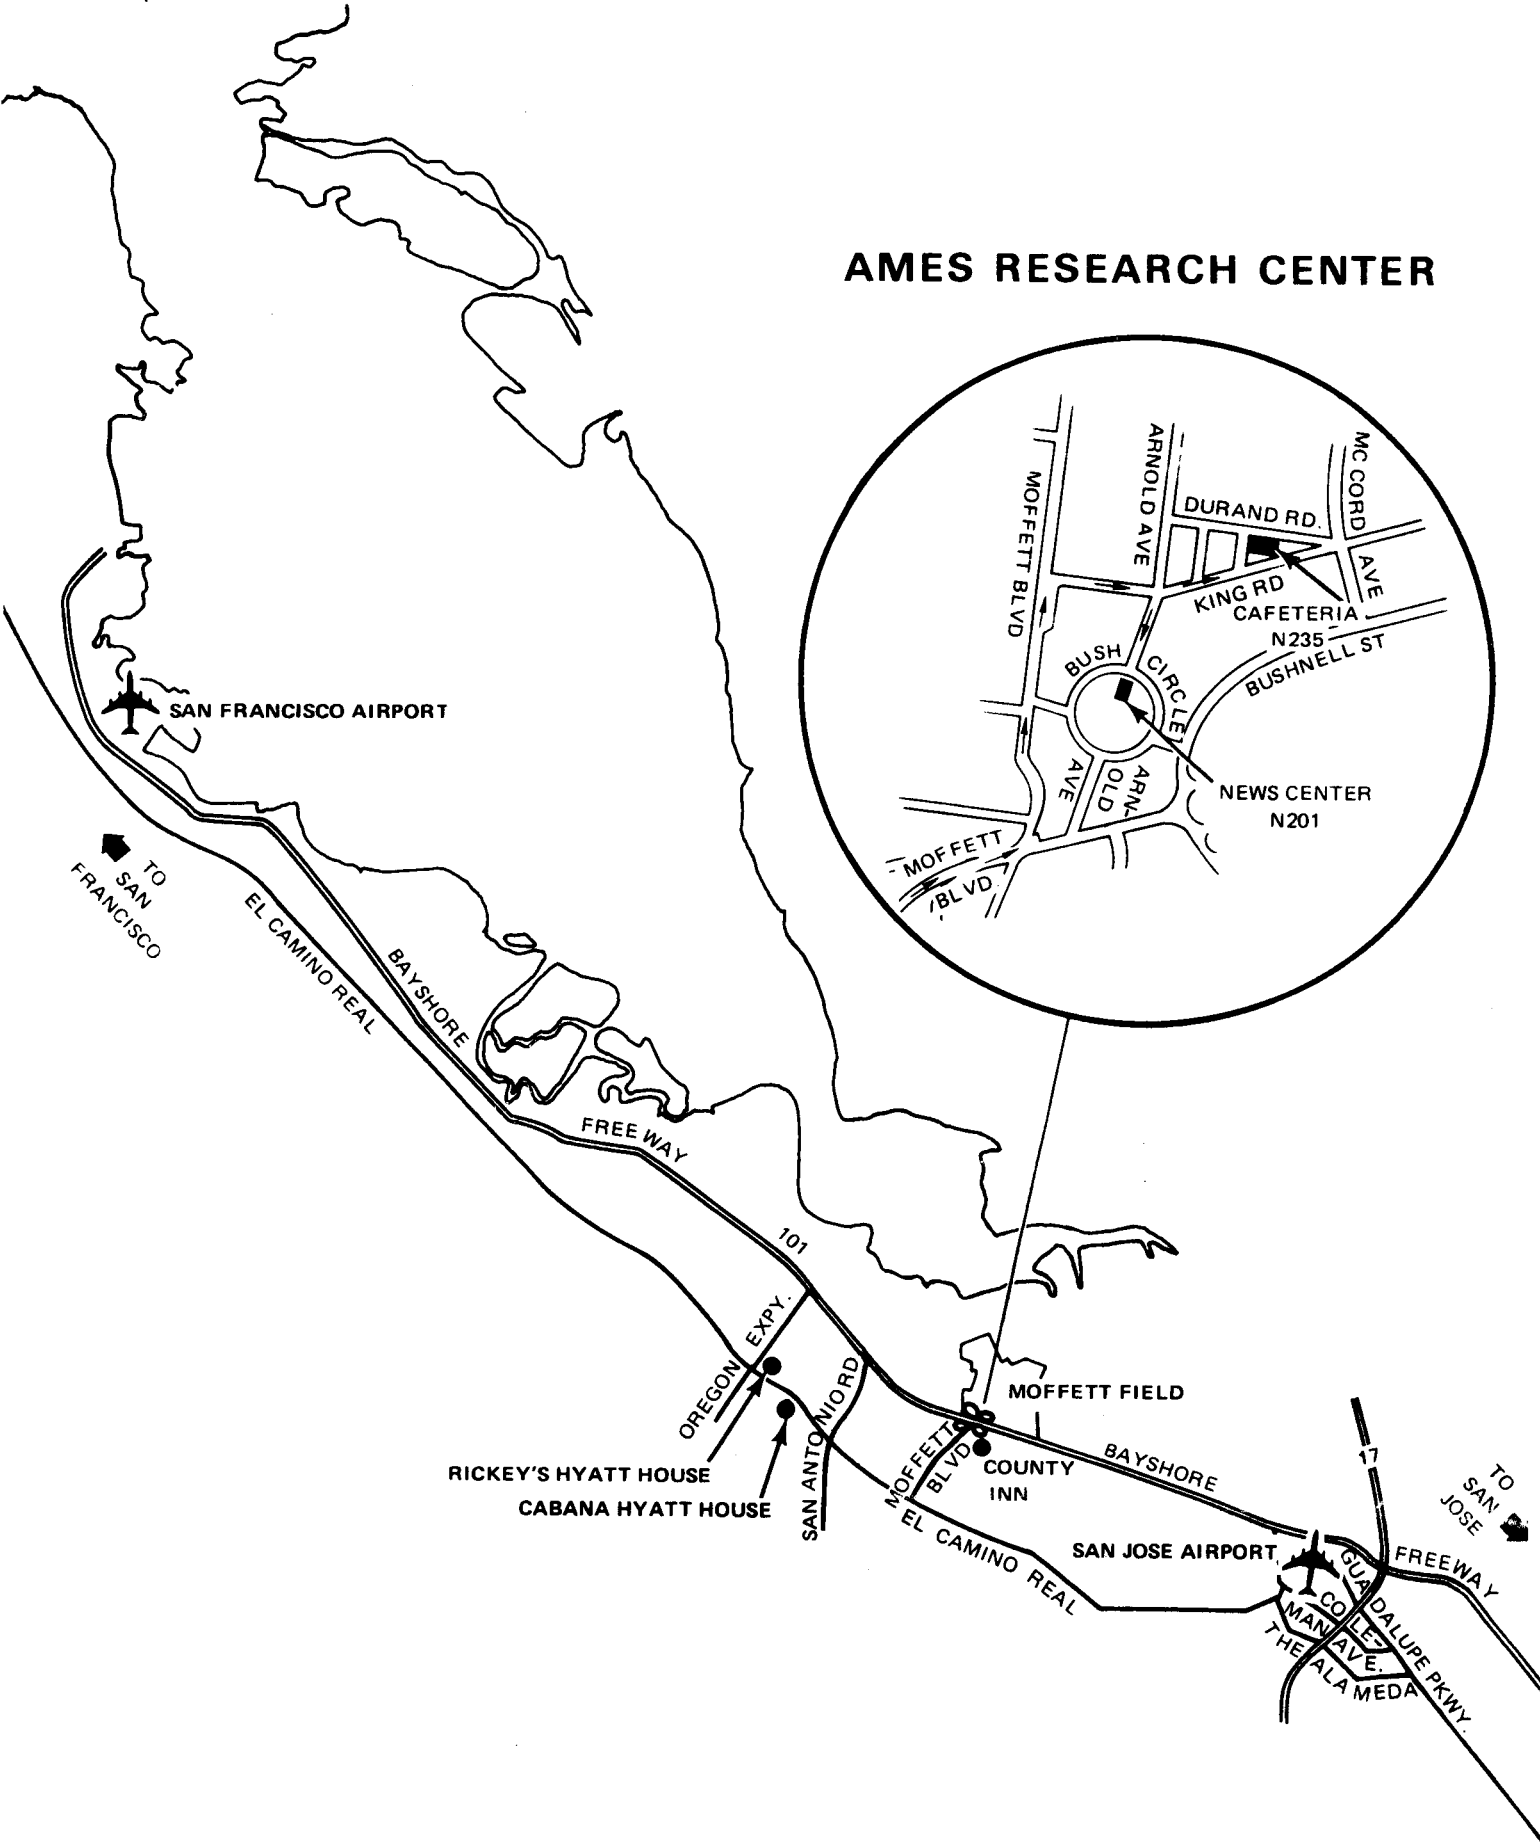 AMES RESEARCH CENTER
MOFFETT BLVD
ARNOLD AVE
DURAND RD.
MC CORD
AVE
KING RD
CAFETERIA
N235
BUSHNELL ST
BUSH CIRCLE
NEWS CENTER
N201
ARN-
OLD
AVE
MOFFETT
BLVD.
SAN FRANCISCO AIRPORT
TO
SAN
FRANCISCO
EL CAMINO REAL
BAYSHORE
FREEWAY
101
OREGON EXPY.
SAN ANTONIO RD
RICKEY'S HYATT HOUSE
CABANA HYATT HOUSE
MOFFETT FIELD
MOFFETT
BLVD
COUNTY
INN
BAYSHORE
EL CAMINO REAL
17
TO
SAN
JOSE
SAN JOSE AIRPORT
FREEWAY
GUADALUPE PKWY.
COLE-
MAN AVE.
THE ALAMEDA